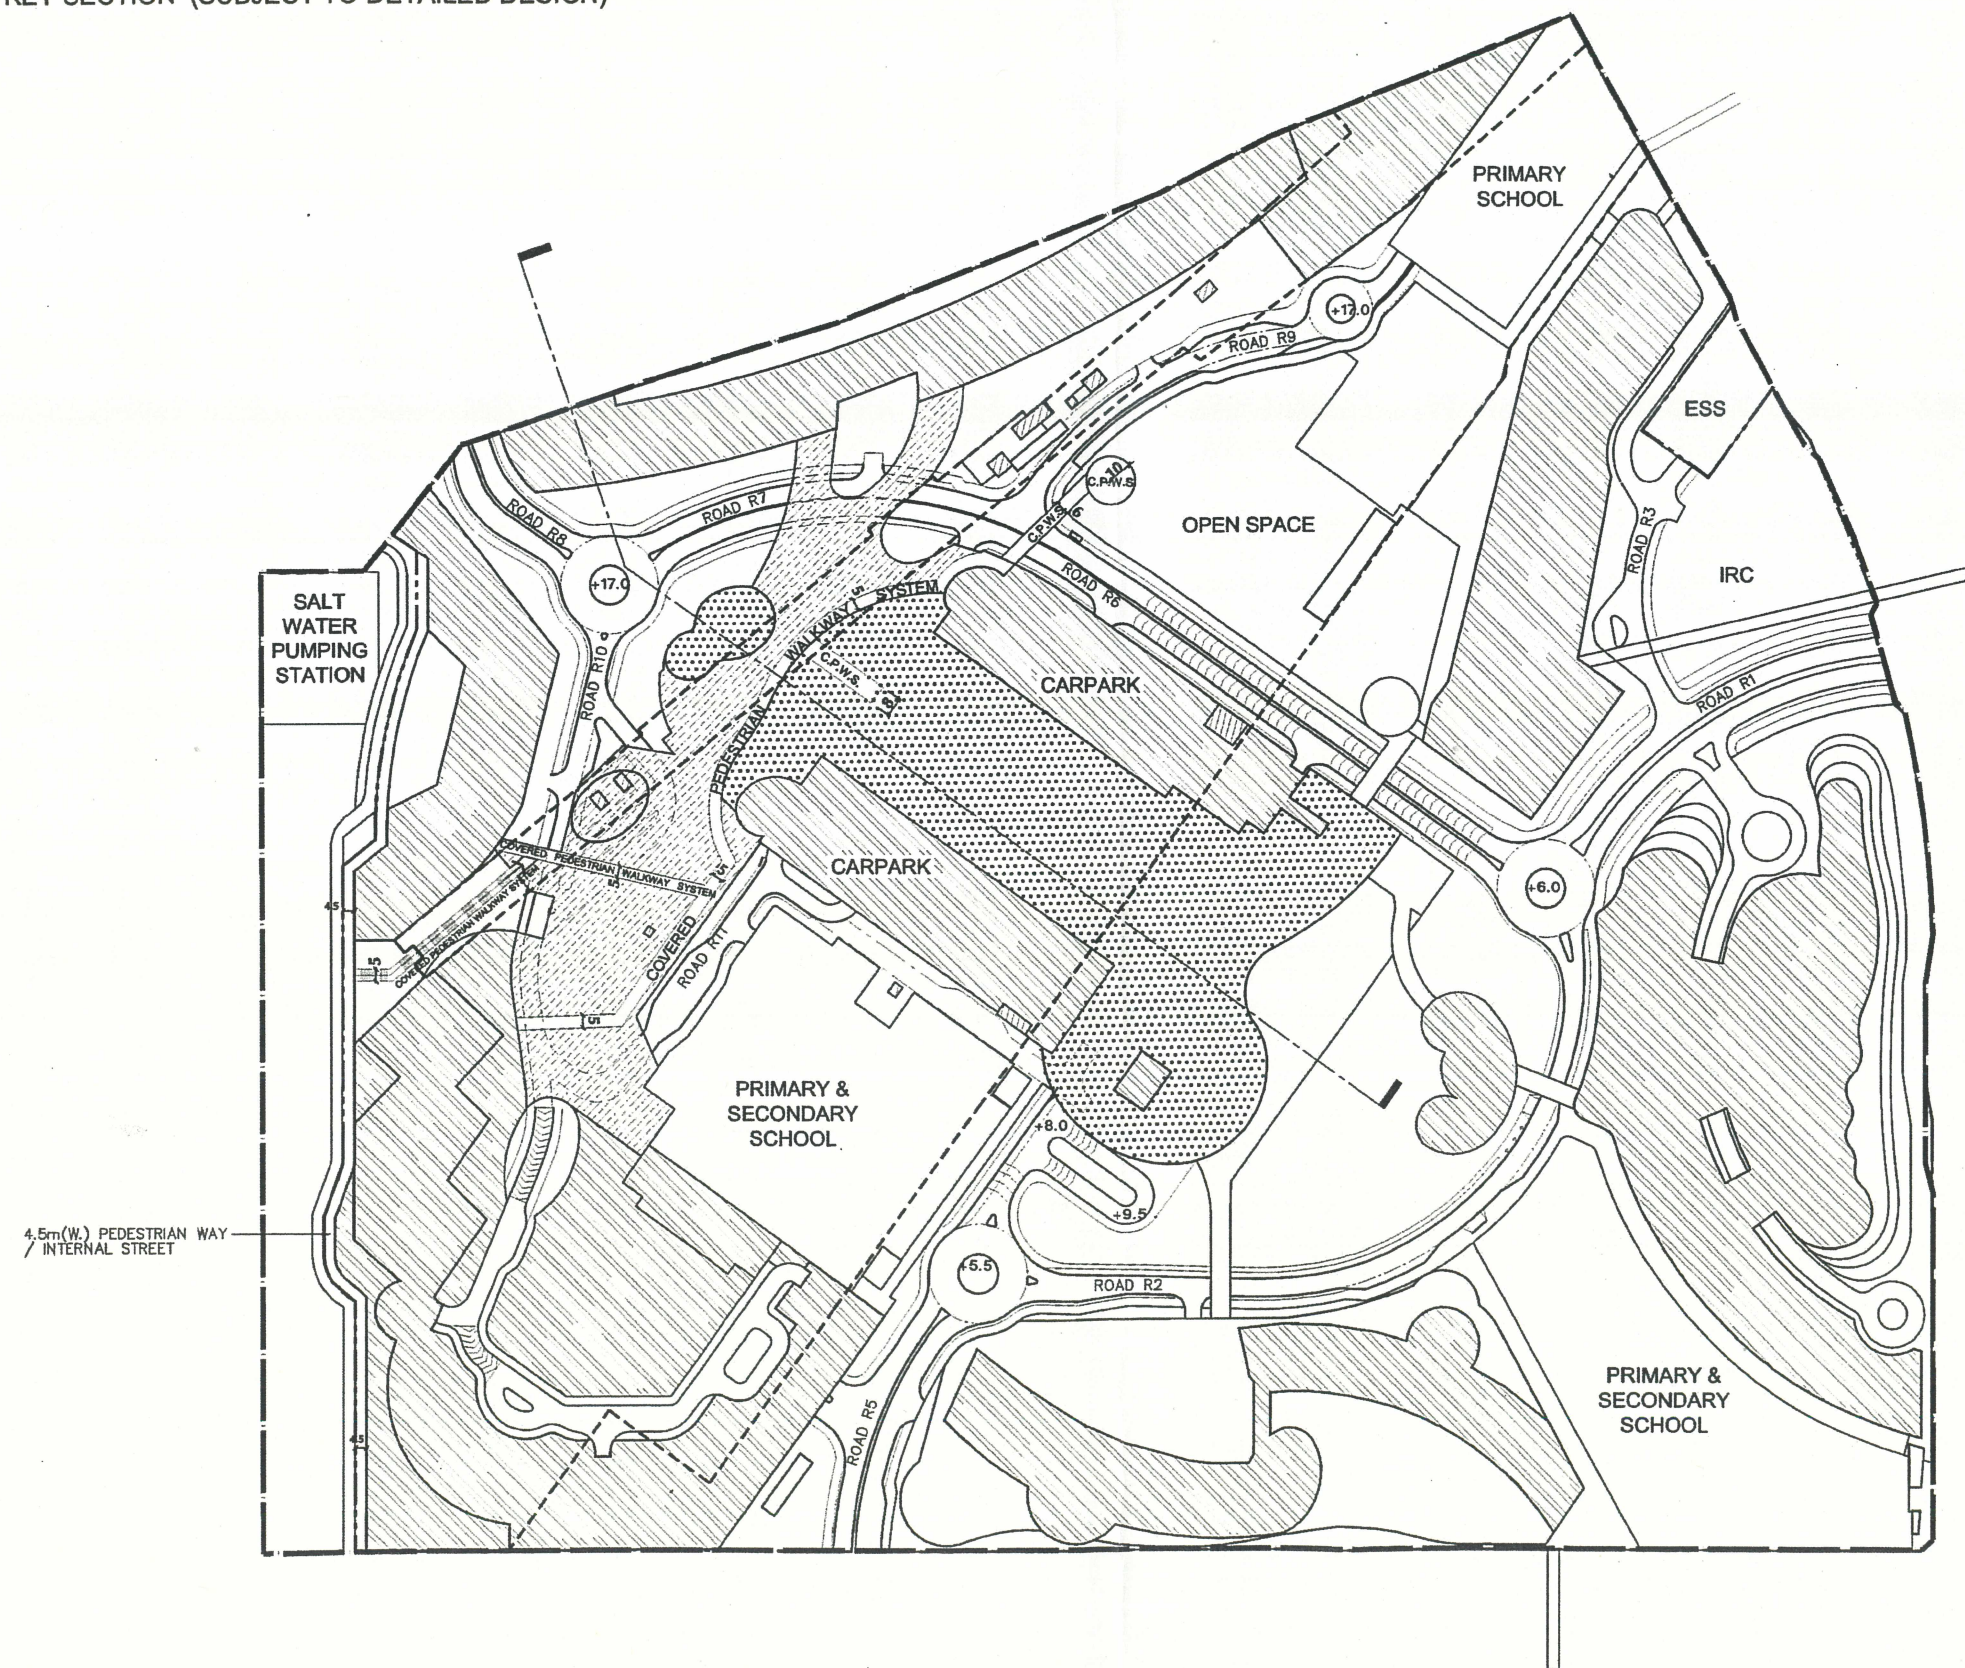 KEY SECTION (SUBJECT TO DETAILED DESIGN)
PRIMARY
SCHOOL
+17.0
ROAD R9
ESS
ROAD R8
ROAD R7
10
C.P.W.S
C.P.W.S.
6
OPEN SPACE
ROAD R3
IRC
+17.0
ROAD R6
SALT
WATER
PUMPING
STATION
ROAD R10
COVERED PEDESTRIAN WALKWAY SYSTEM
5
C.P.W.S.
8
CARPARK
ROAD R1
CARPARK
COVERED PEDESTRIAN WALKWAY SYSTEM
5
5
COVERED PEDESTRIAN WALKWAY SYSTEM
+6.0
4.5
5
ROAD R11
5
PRIMARY &
SECONDARY
SCHOOL
+8.0
+9.5
4.5m(W.) PEDESTRIAN WAY
/ INTERNAL STREET
+5.5
ROAD R2
PRIMARY &
SECONDARY
SCHOOL
ROAD R5
4.5